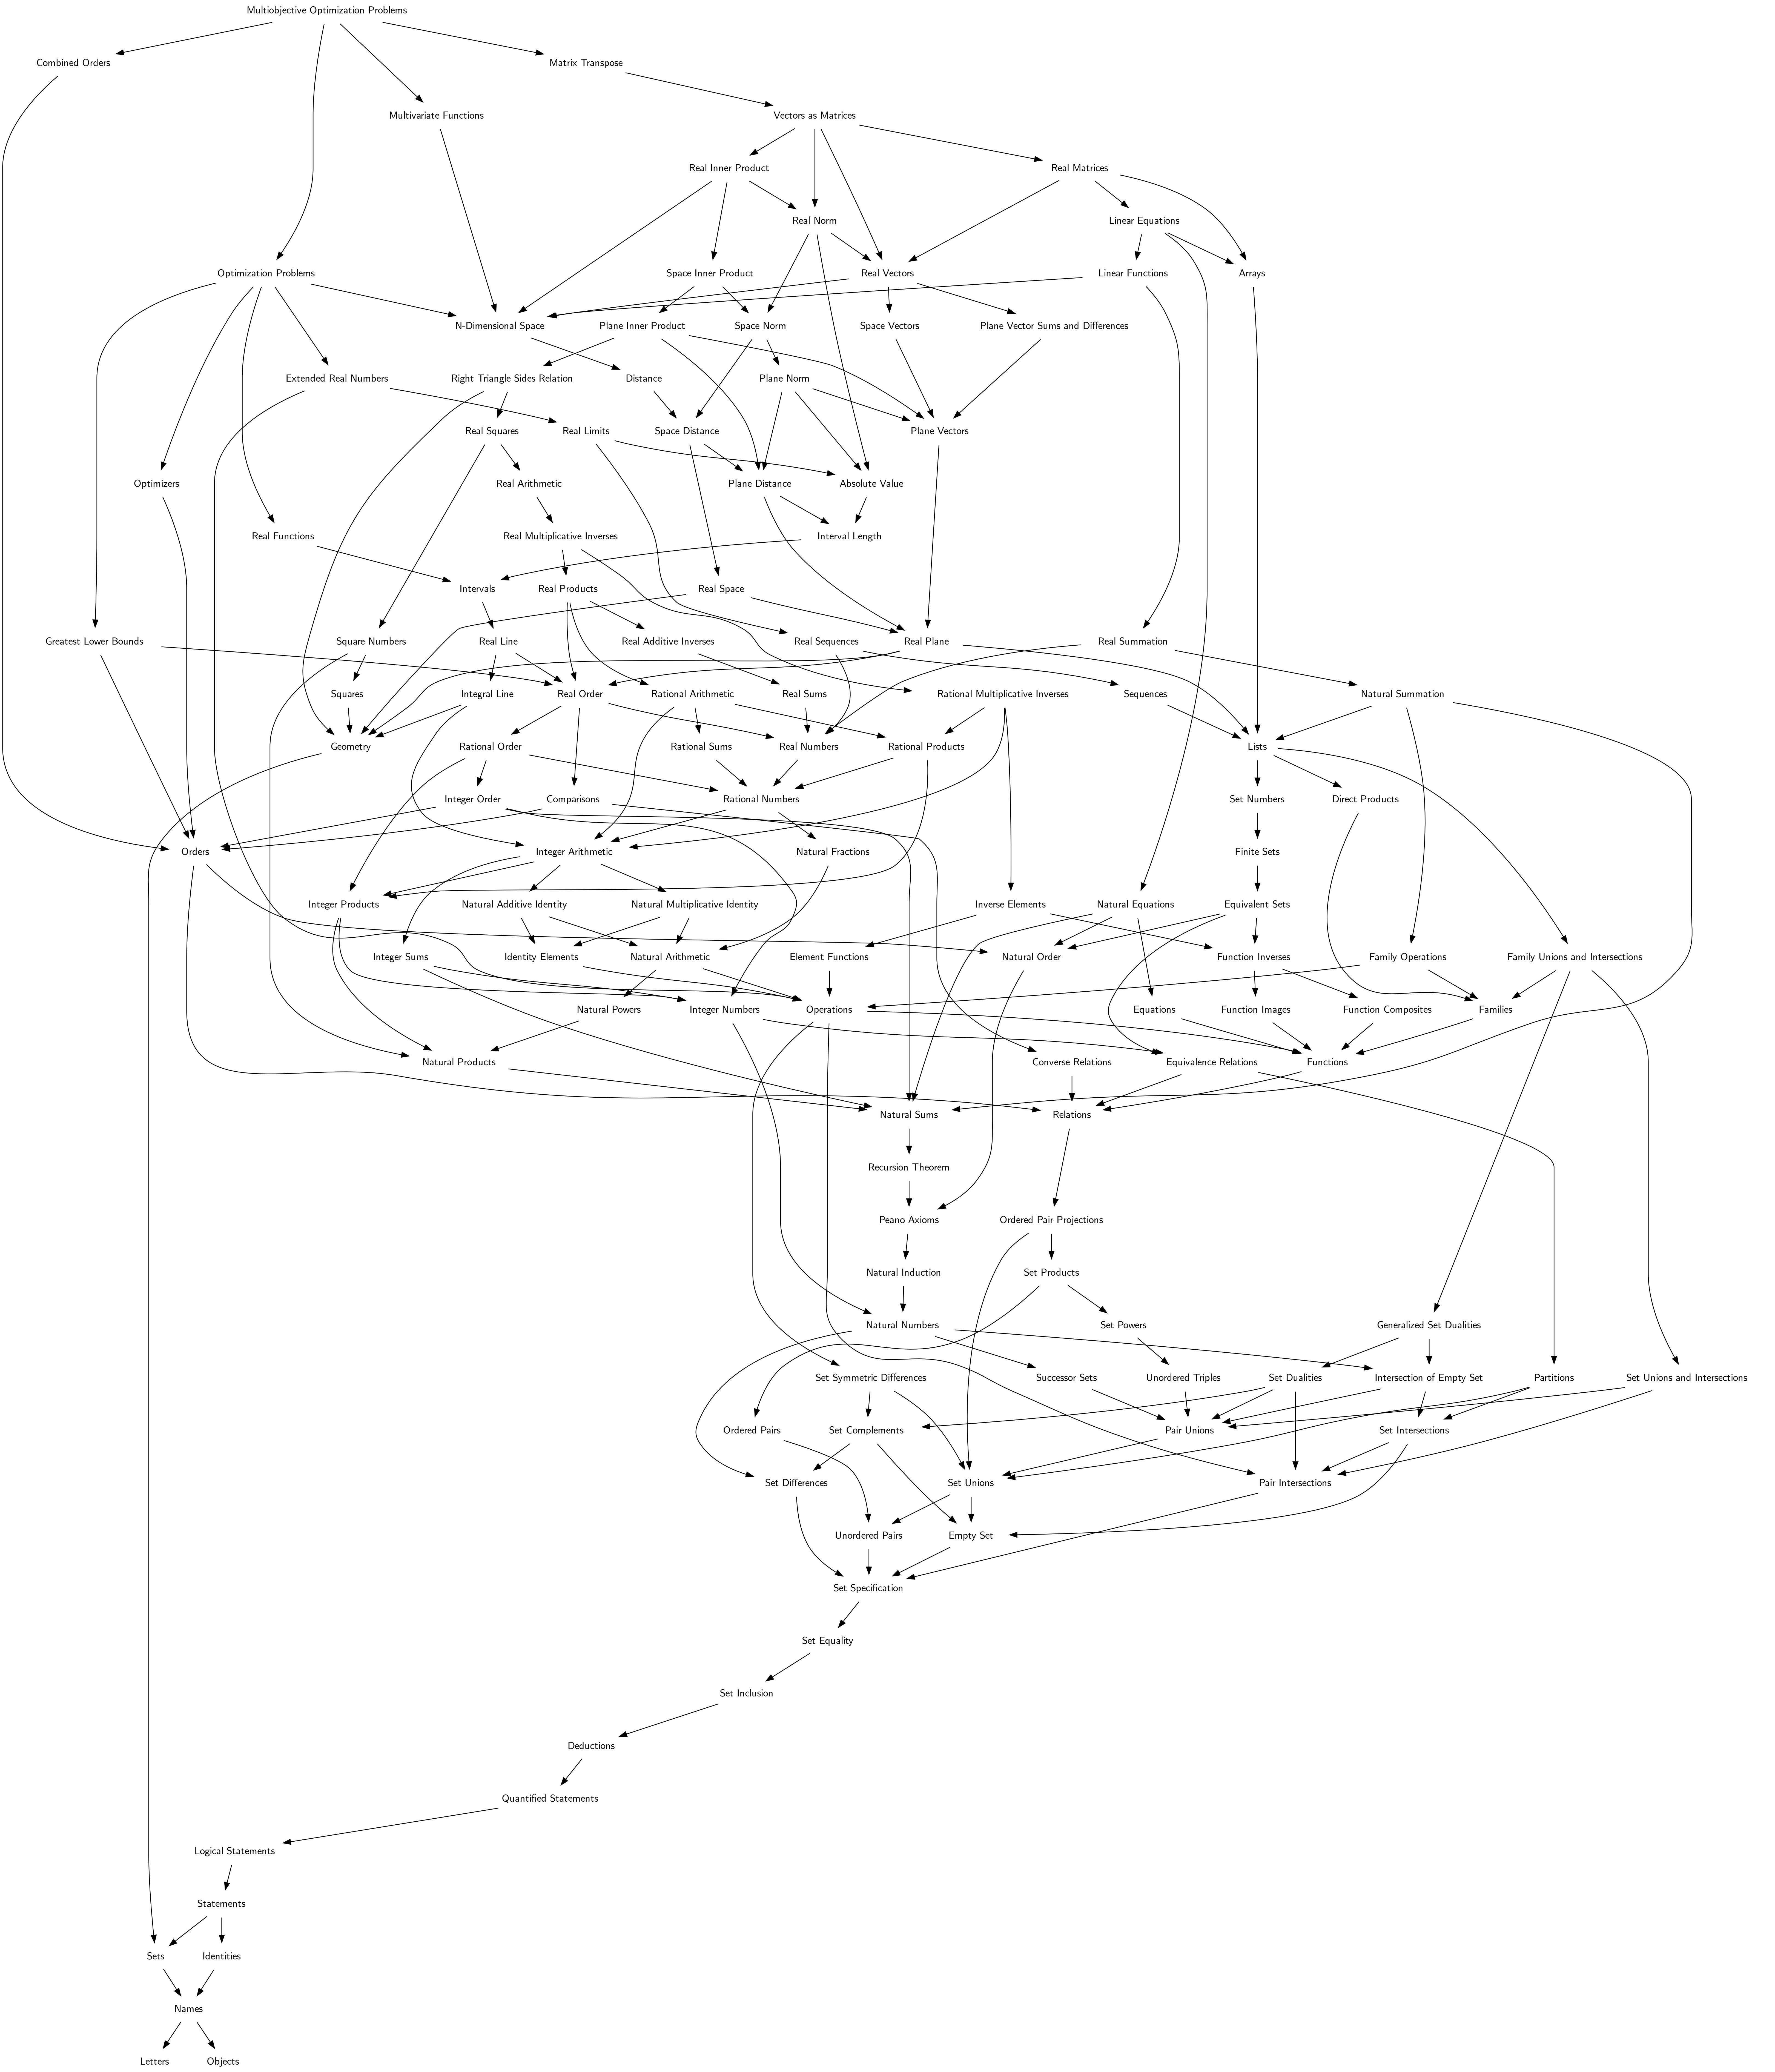 Multiobjective Optimization Problems
Combined Orders
Matrix Transpose
Multivariate Functions
Vectors as Matrices
Real Inner Product
Real Matrices
Real Norm
Linear Equations
Optimization Problems
Space Inner Product
Real Vectors
Linear Functions
Arrays
N-Dimensional Space
Plane Inner Product
Space Norm
Space Vectors
Plane Vector Sums and Differences
Extended Real Numbers
Right Triangle Sides Relation
Distance
Plane Norm
Real Squares
Real Limits
Space Distance
Plane Vectors
Optimizers
Real Arithmetic
Plane Distance
Absolute Value
Real Functions
Real Multiplicative Inverses
Interval Length
Intervals
Real Products
Real Space
Greatest Lower Bounds
Square Numbers
Real Line
Real Additive Inverses
Real Sequences
Real Plane
Real Summation
Squares
Integral Line
Real Order
Rational Arithmetic
Real Sums
Rational Multiplicative Inverses
Sequences
Natural Summation
Geometry
Rational Order
Rational Sums
Real Numbers
Rational Products
Lists
Integer Order
Comparisons
Rational Numbers
Set Numbers
Direct Products
Orders
Integer Arithmetic
Natural Fractions
Finite Sets
Integer Products
Natural Additive Identity
Natural Multiplicative Identity
Inverse Elements
Natural Equations
Equivalent Sets
Integer Sums
Identity Elements
Natural Arithmetic
Element Functions
Natural Order
Function Inverses
Family Operations
Family Unions and Intersections
Natural Powers
Integer Numbers
Operations
Equations
Function Images
Function Composites
Families
Natural Products
Converse Relations
Equivalence Relations
Functions
Natural Sums
Relations
Recursion Theorem
Peano Axioms
Ordered Pair Projections
Natural Induction
Set Products
Natural Numbers
Set Powers
Generalized Set Dualities
Set Symmetric Differences
Successor Sets
Unordered Triples
Set Dualities
Intersection of Empty Set
Partitions
Set Unions and Intersections
Ordered Pairs
Set Complements
Pair Unions
Set Intersections
Set Differences
Set Unions
Pair Intersections
Unordered Pairs
Empty Set
Set Specification
Set Equality
Set Inclusion
Deductions
Quantified Statements
Logical Statements
Statements
Sets
Identities
Names
Letters
Objects